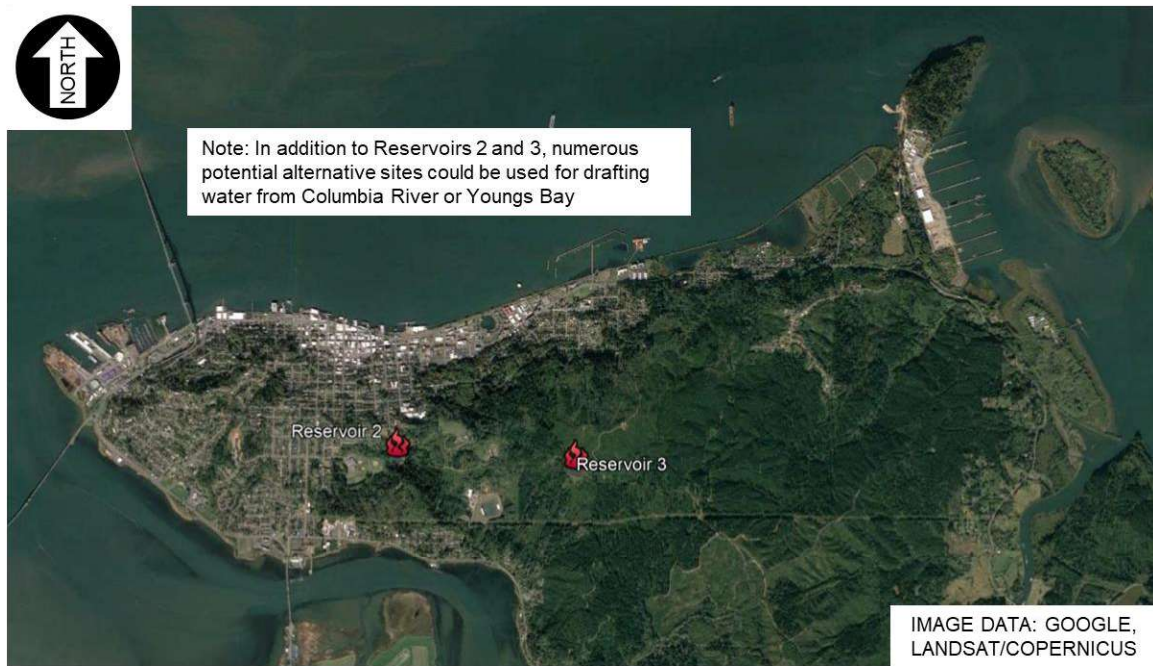 NORTH
Note: In addition to Reservoirs 2 and 3, numerous
potential alternative sites could be used for drafting
water from Columbia River or Youngs Bay
Reservoir 2
Reservoir 3
IMAGE DATA: GOOGLE,
LANDSAT/COPERNICUS